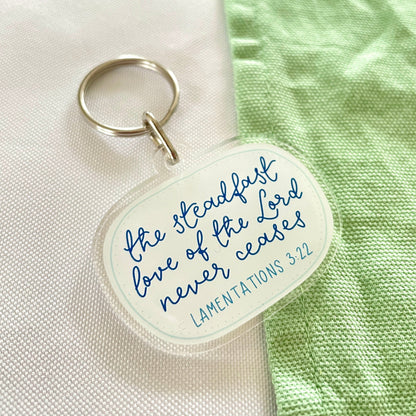 the steadfast
love of the Lord
never ceases
LAMENTATIONS 3:22